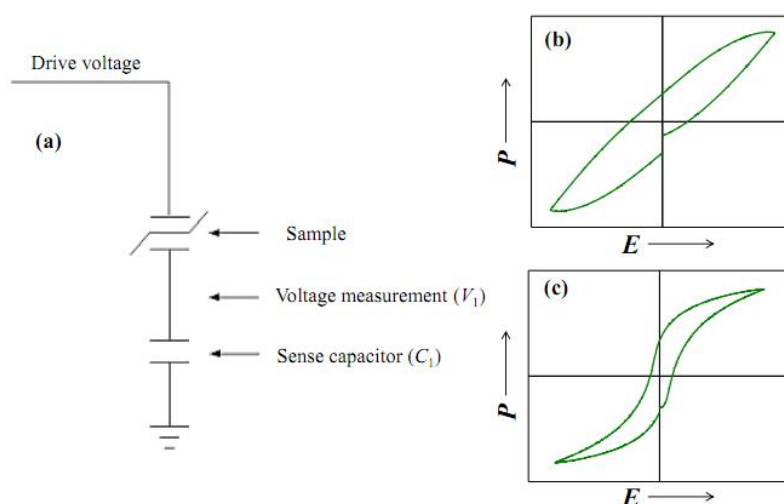 Drive voltage
(a)
Sample
Voltage measurement (V₁)
Sense capacitor (C₁)
(b)
P
E
(c)
P
E